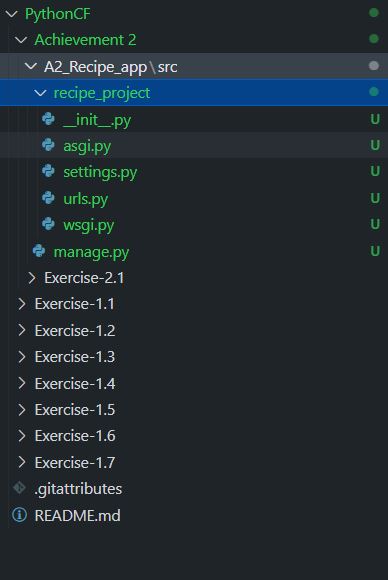 PythonCF
Achievement 2
A2_Recipe_app\src
recipe_project
__init__.py U
asgi.py U
settings.py U
urls.py U
wsgi.py U
manage.py U
Exercise-2.1
Exercise-1.1
Exercise-1.2
Exercise-1.3
Exercise-1.4
Exercise-1.5
Exercise-1.6
Exercise-1.7
.gitattributes
README.md